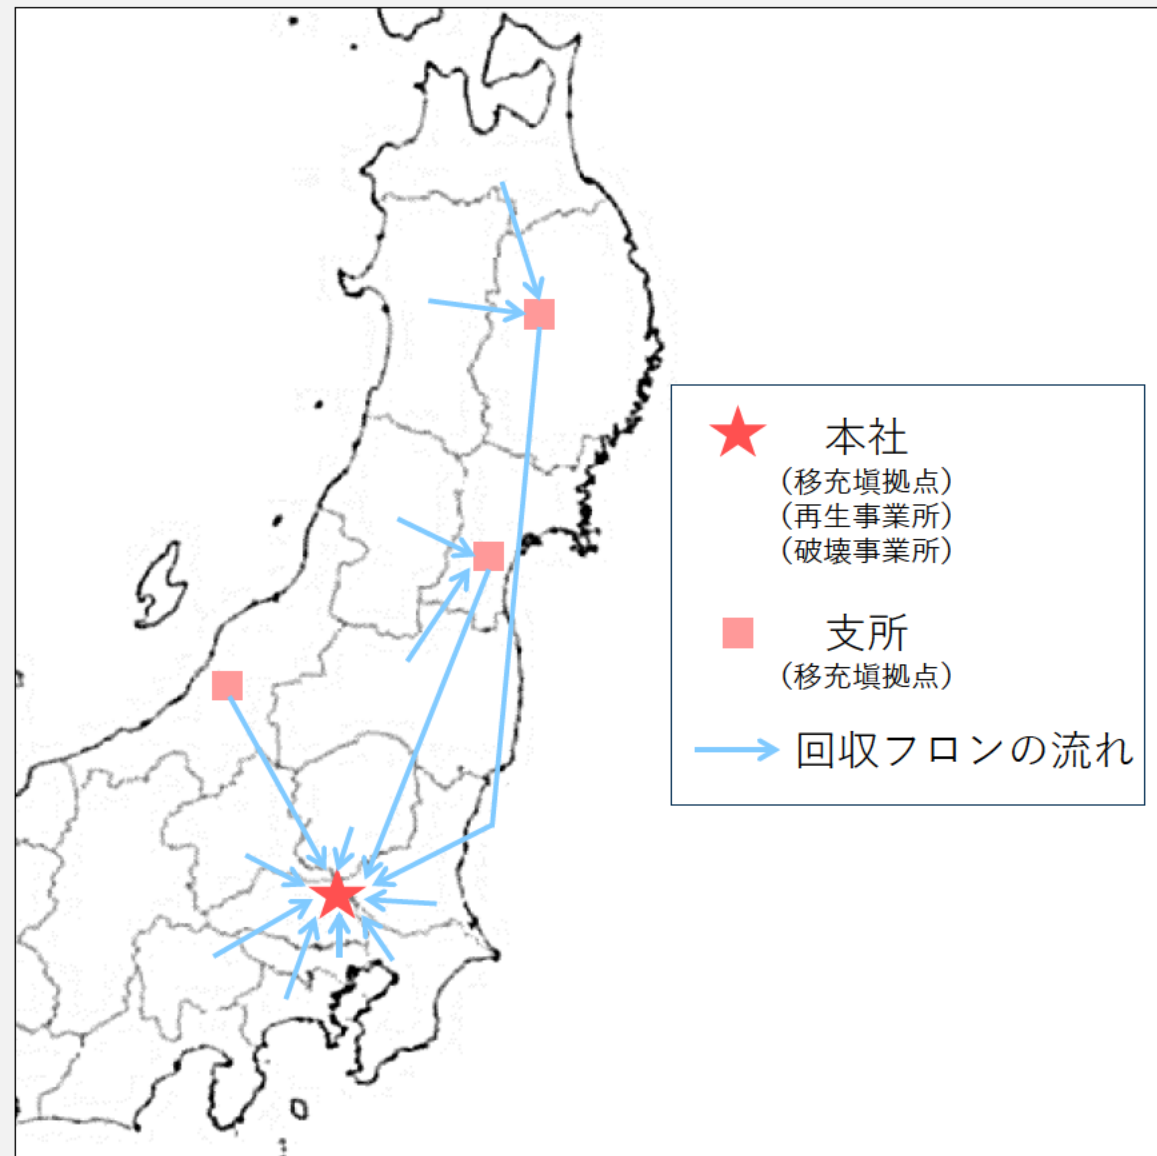 本社
（移充塡拠点）
（再生事業所）
（破壊事業所）
支所
（移充塡拠点）
回収フロンの流れ